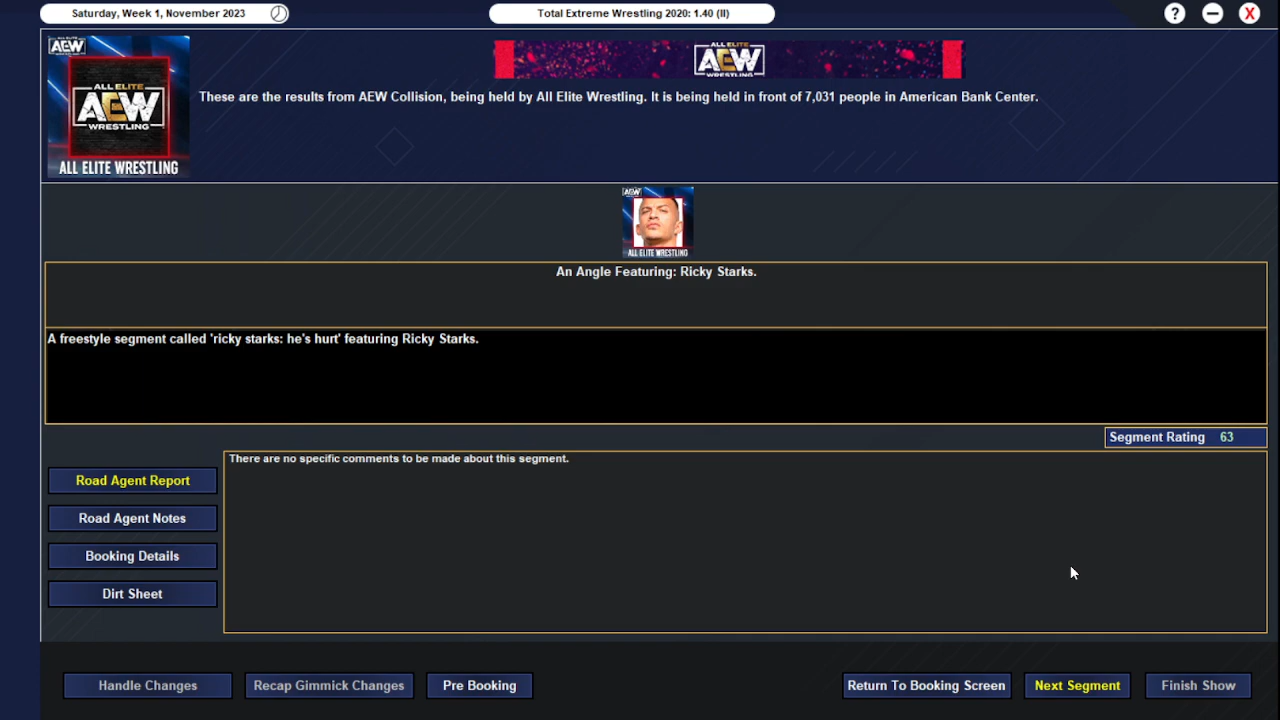 Saturday, Week 1, November 2023
Total Extreme Wrestling 2020: 1.40 (II)
?
X
AEW
ALL ELITE
AEW
WRESTLING
ALL ELITE WRESTLING
ALL ELITE
AEW
WRESTLING
These are the results from AEW Collision, being held by All Elite Wrestling. It is being held in front of 7,031 people in American Bank Center.
AEW
ALL ELITE WRESTLING
An Angle Featuring: Ricky Starks.
A freestyle segment called 'ricky starks: he's hurt' featuring Ricky Starks.
Segment Rating 63
There are no specific comments to be made about this segment.
Road Agent Report
Road Agent Notes
Booking Details
Dirt Sheet
Handle Changes
Recap Gimmick Changes
Pre Booking
Return To Booking Screen
Next Segment
Finish Show